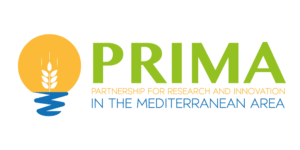 PRIMA
PARTNERSHIP FOR RESEARCH AND INNOVATION
IN THE MEDITERRANEAN AREA